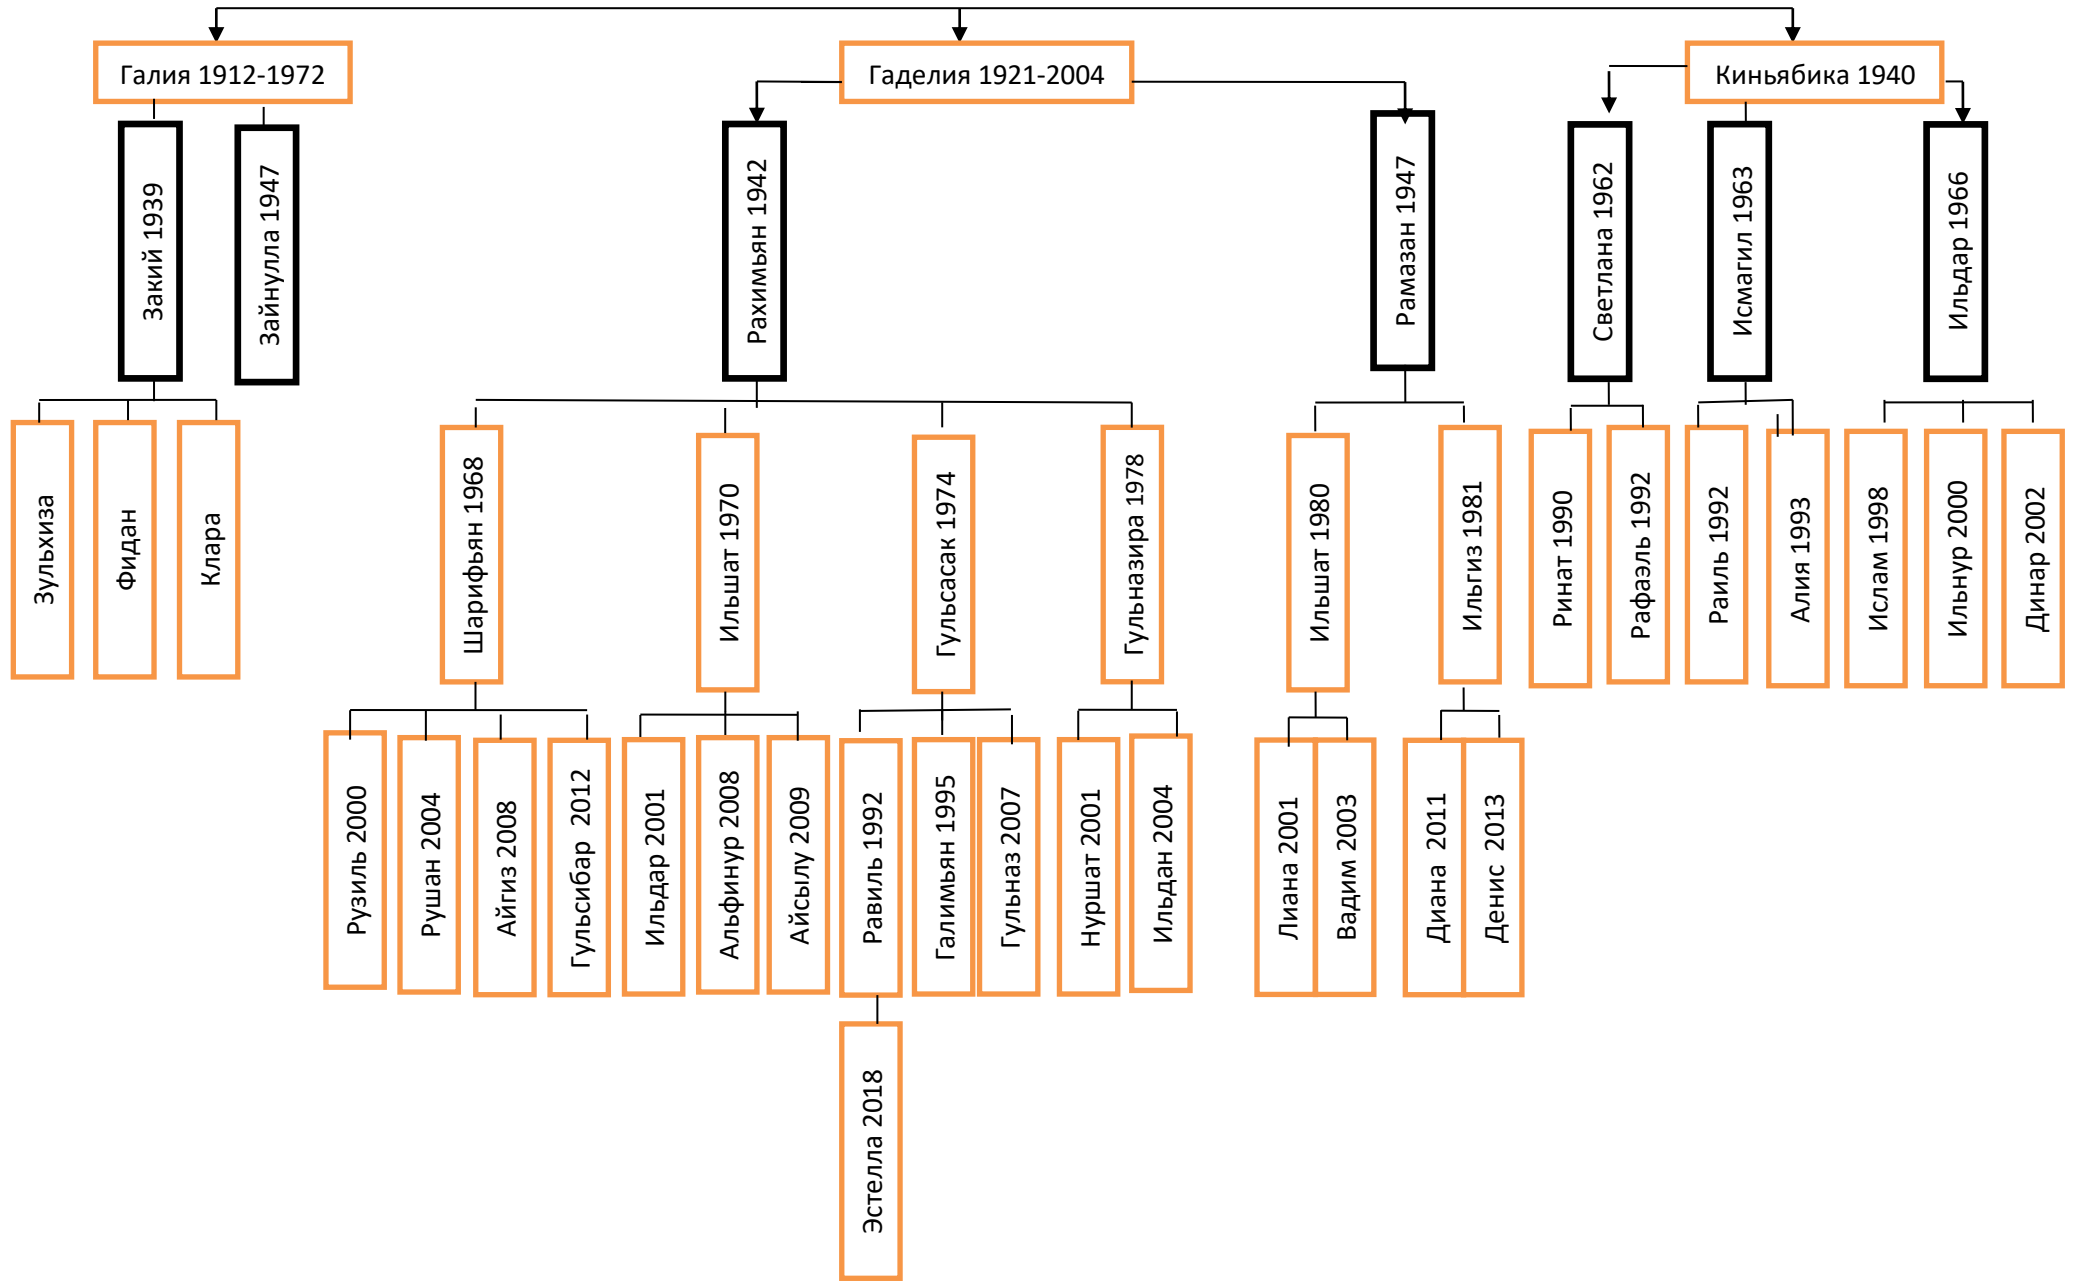 Галия 1912-1972
Гаделия 1921-2004
Киньябика 1940
Закий 1939
Зайнулла 1947
Рахимьян 1942
Рамазан 1947
Светлана 1962
Исмагил 1963
Ильдар 1966
Зульхиза
Фидан
Клара
Шарифьян 1968
Ильшат 1970
Гульсасак 1974
Гульназира 1978
Ильшат 1980
Ильгиз 1981
Ринат 1990
Рафаэль 1992
Раиль 1992
Алия 1993
Ислам 1998
Ильнур 2000
Динар 2002
Рузиль 2000
Рушан 2004
Айгиз 2008
Гульсибар 2012
Ильдар 2001
Альфинур 2008
Айсылу 2009
Равиль 1992
Галимьян 1995
Гульназ 2007
Нуршат 2001
Ильдан 2004
Лиана 2001
Вадим 2003
Диана 2011
Денис 2013
Эстелла 2018